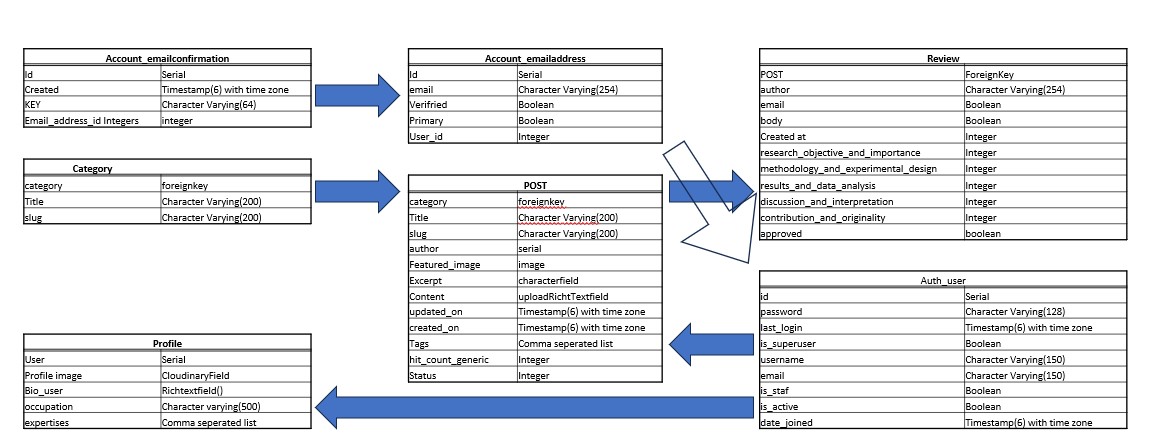 Account_emailconfirmation
Id Serial
Created Timestamp(6) with time zone
KEY Character Varying(64)
Email_address_id Integers integer
Account_emailaddress
Id Serial
email Character Varying(254)
Verifried Boolean
Primary Boolean
User_id Integer
Review
POST ForeignKey
author Character Varying(254)
email Boolean
body Boolean
Created at Integer
research_objective_and_importance Integer
methodology_and_experimental_design Integer
results_and_data_analysis Integer
discussion_and_interpretation Integer
contribution_and_originality Integer
approved boolean
Category
category foreignkey
Title Character Varying(200)
slug Character Varying(200)
POST
category foreignkey
Title Character Varying(200)
slug Character Varying(200)
author serial
Featured_image image
Excerpt characterfield
Content uploadRichtTextfield
updated_on Timestamp(6) with time zone
created_on Timestamp(6) with time zone
Tags Comma seperated list
hit_count_generic Integer
Status Integer
Auth_user
id Serial
password Character Varying(128)
last_login Timestamp(6) with time zone
is_superuser Boolean
username Character Varying(150)
email Character Varying(150)
is_staf Boolean
is_active Boolean
date_joined Timestamp(6) with time zone
Profile
User Serial
Profile image CloudinaryField
Bio_user Richtextfield()
occupation Character varying(500)
expertises Comma seperated list